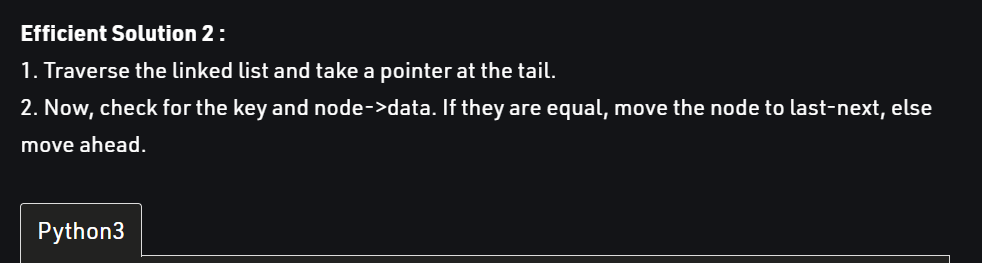 Efficient Solution 2 :
1. Traverse the linked list and take a pointer at the tail.
2. Now, check for the key and node->data. If they are equal, move the node to last-next, else
move ahead.
Python3